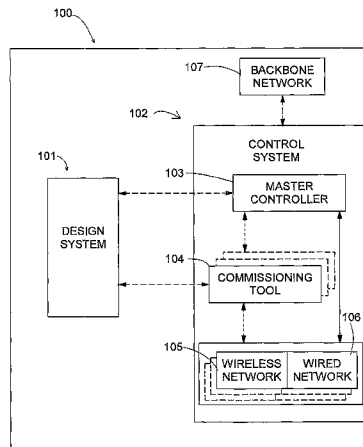 100
107
BACKBONE
NETWORK
102
CONTROL
SYSTEM
101
103
MASTER
CONTROLLER
DESIGN
SYSTEM
104
COMMISSIONING
TOOL
105
106
WIRELESS
NETWORK
WIRED
NETWORK